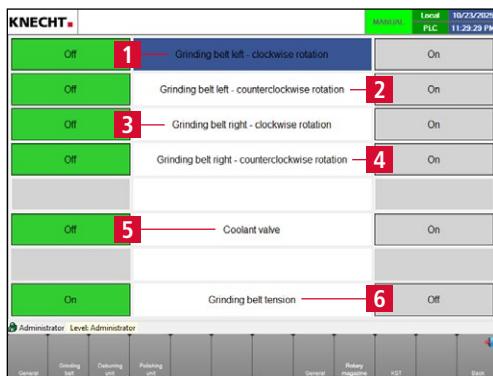 KNECHT
MANUAL Local 10/23/2025
PLC 11:29:29 PM
Off 1 Grinding belt left - clockwise rotation On
Off Grinding belt left - counterclockwise rotation 2 On
Off 3 Grinding belt right - clockwise rotation On
Off Grinding belt right - counterclockwise rotation 4 On
Off 5 Coolant valve On
On Grinding belt tension 6 Off
Administrator Level: Administrator
General Grinding belt Deburring unit Polishing unit General Rotary magazine KST Back